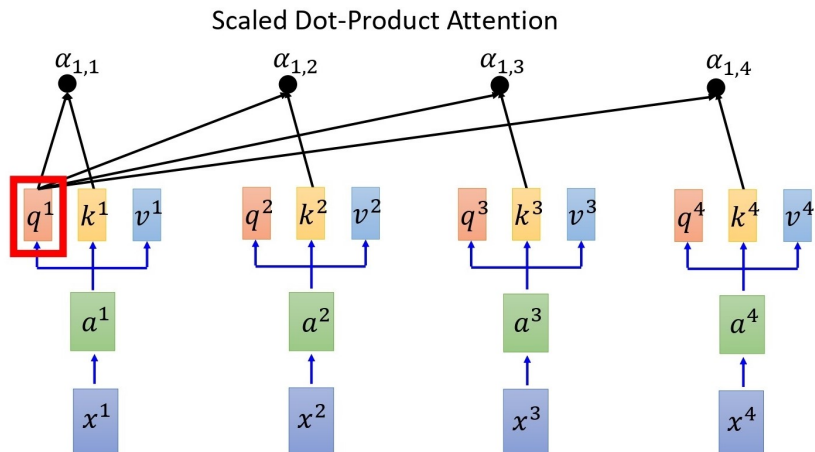 Scaled Dot-Product Attention
α₁,₁ α₁,₂ α₁,₃ α₁,₄
q¹ k¹ v¹ q² k² v² q³ k³ v³ q⁴ k⁴ v⁴
a¹ a² a³ a⁴
x¹ x² x³ x⁴